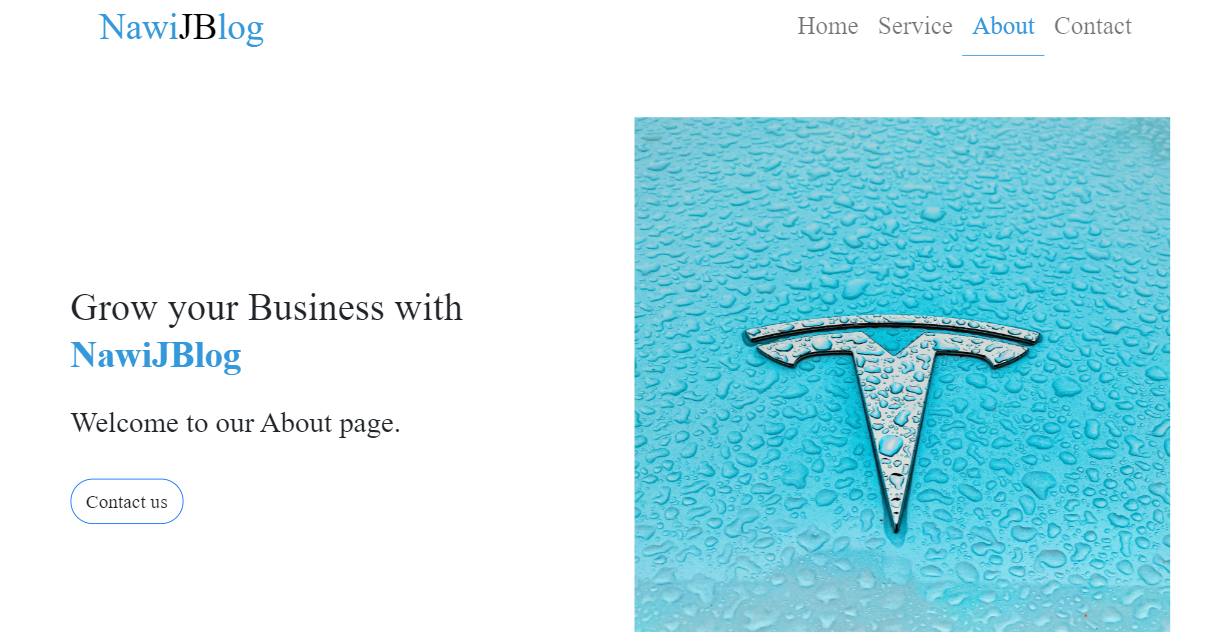 NawiJBlog
Home Service About Contact
Grow your Business with
NawiJBlog
Welcome to our About page.
Contact us